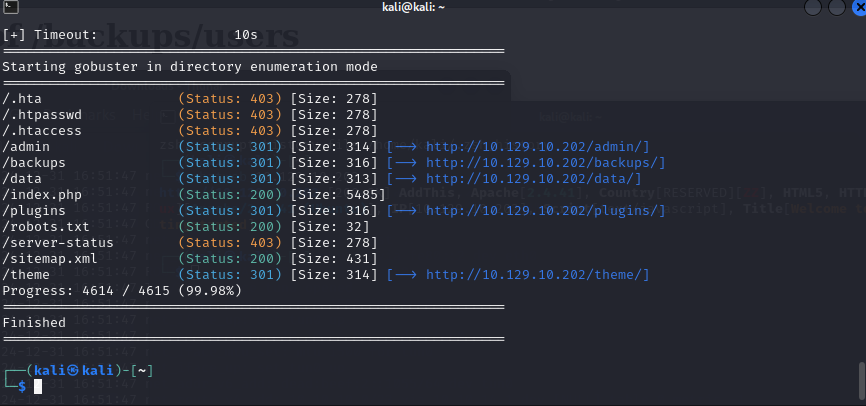 kali@kali: ~
[+] Timeout:                 10s
===============================================================
Starting gobuster in directory enumeration mode
===============================================================
/.hta                 (Status: 403) [Size: 278]
/.htpasswd            (Status: 403) [Size: 278]
/.htaccess            (Status: 403) [Size: 278]
/admin                (Status: 301) [Size: 314] [--> http://10.129.10.202/admin/]
/backups              (Status: 301) [Size: 316] [--> http://10.129.10.202/backups/]
/data                 (Status: 301) [Size: 313] [--> http://10.129.10.202/data/]
/index.php            (Status: 200) [Size: 5485]
/plugins              (Status: 301) [Size: 316] [--> http://10.129.10.202/plugins/]
/robots.txt           (Status: 200) [Size: 32]
/server-status        (Status: 403) [Size: 278]
/sitemap.xml          (Status: 200) [Size: 431]
/theme                (Status: 301) [Size: 314] [--> http://10.129.10.202/theme/]
Progress: 4614 / 4615 (99.98%)
===============================================================
Finished
===============================================================
┌──(kali㉿kali)-[~]
└─$